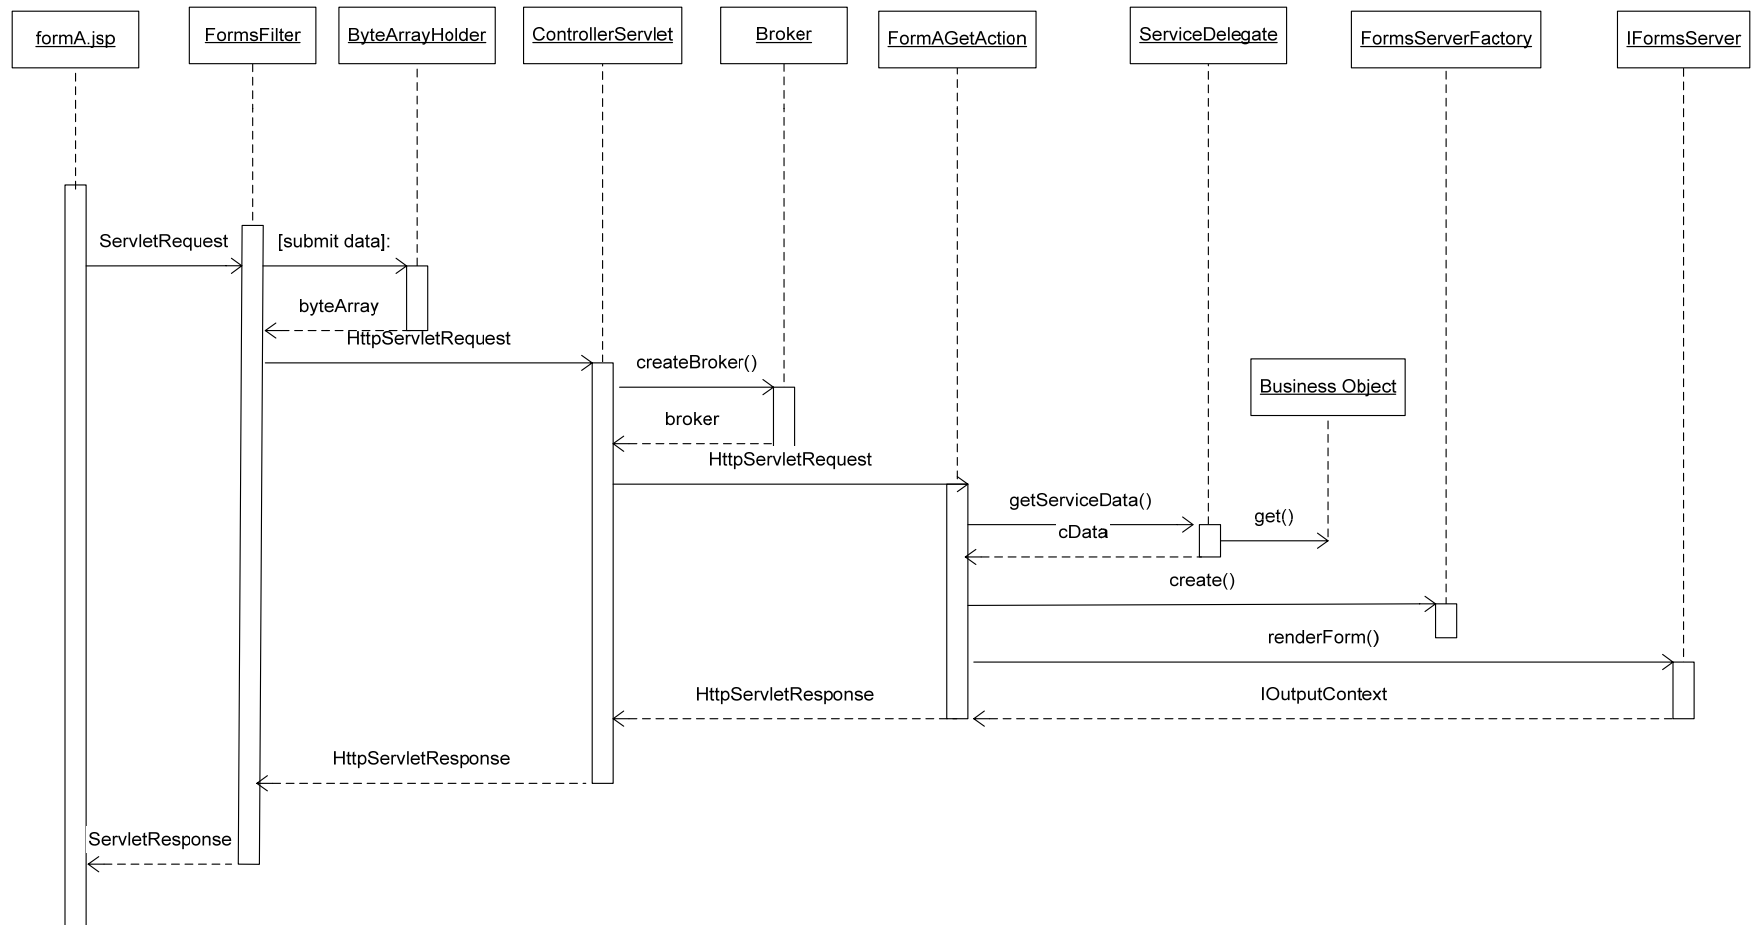 formA.jsp
FormsFilter
ByteArrayHolder
ControllerServlet
Broker
FormAGetAction
ServiceDelegate
FormsServerFactory
IFormsServer
ServletRequest
[submit data]:
byteArray
HttpServletRequest
createBroker()
Business Object
broker
HttpServletRequest
getServiceData()
get()
cData
create()
renderForm()
HttpServletResponse
IOutputContext
HttpServletResponse
ServletResponse